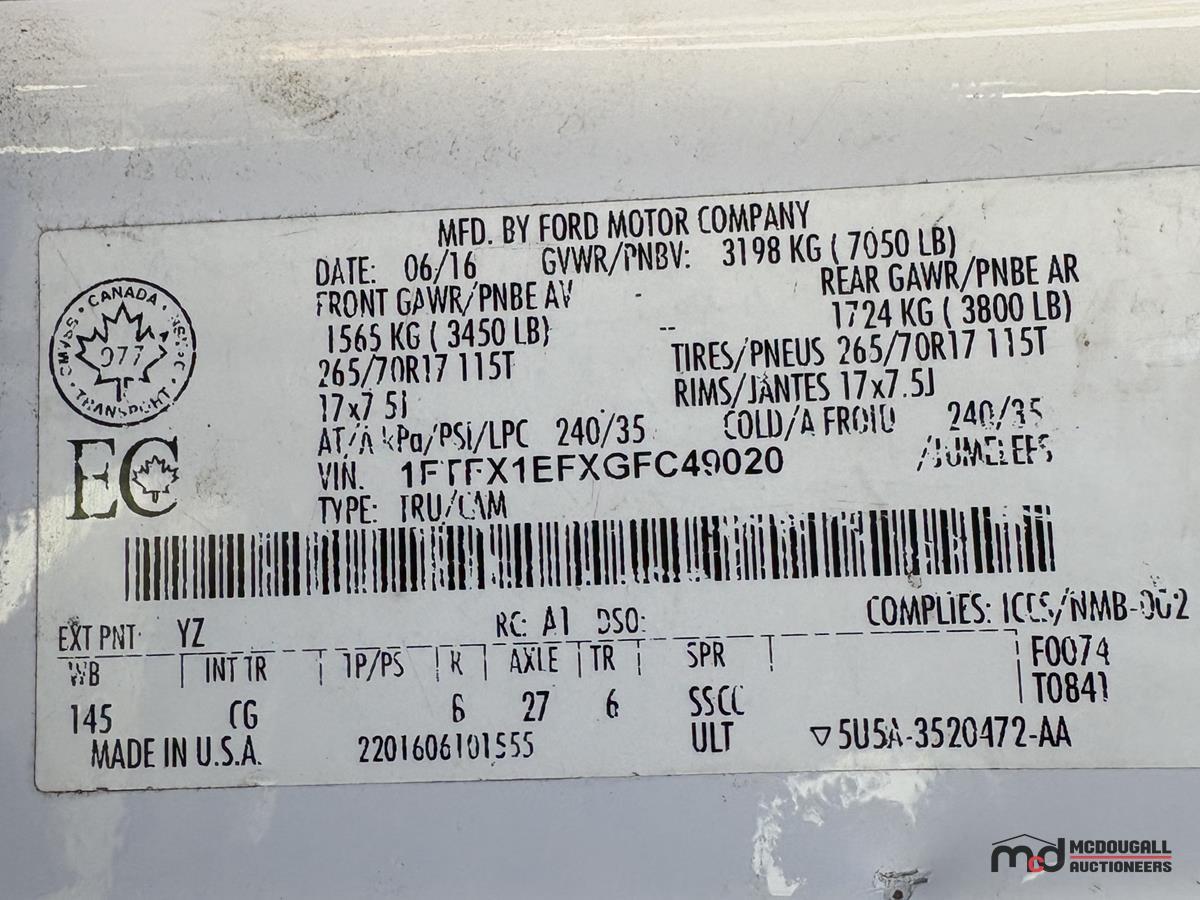 MFD. BY FORD MOTOR COMPANY
DATE: 06/16 GVWR/PNBV: 3198 KG ( 7050 LB)
FRONT GAWR/PNBE AV REAR GAWR/PNBE AR
1565 KG ( 3450 LB) 1724 KG ( 3800 LB)
265/70R17 115T TIRES/PNEUS 265/70R17 115T
17x7.5J RIMS/JANTES 17x7.5J
AT/A kPa/PSI/LPC 240/35 COLD/A FROID 240/35
VIN. 1FTFX1EFXGFC49020 /JUMELEES
TYPE: TRU/CAM
CANADA
977
TRANSPORT
EC
EXT PNT: YZ RC: A1 DSO: COMPLIES: ICES/NMB-002
WB INT TR TP/PS R AXLE TR SPR F0074
145 CG 6 27 6 T0841
MADE IN U.S.A. 2201606101555 ULT ▽5U5A-3520472-AA
mcd MCDOUGALL
AUCTIONEERS